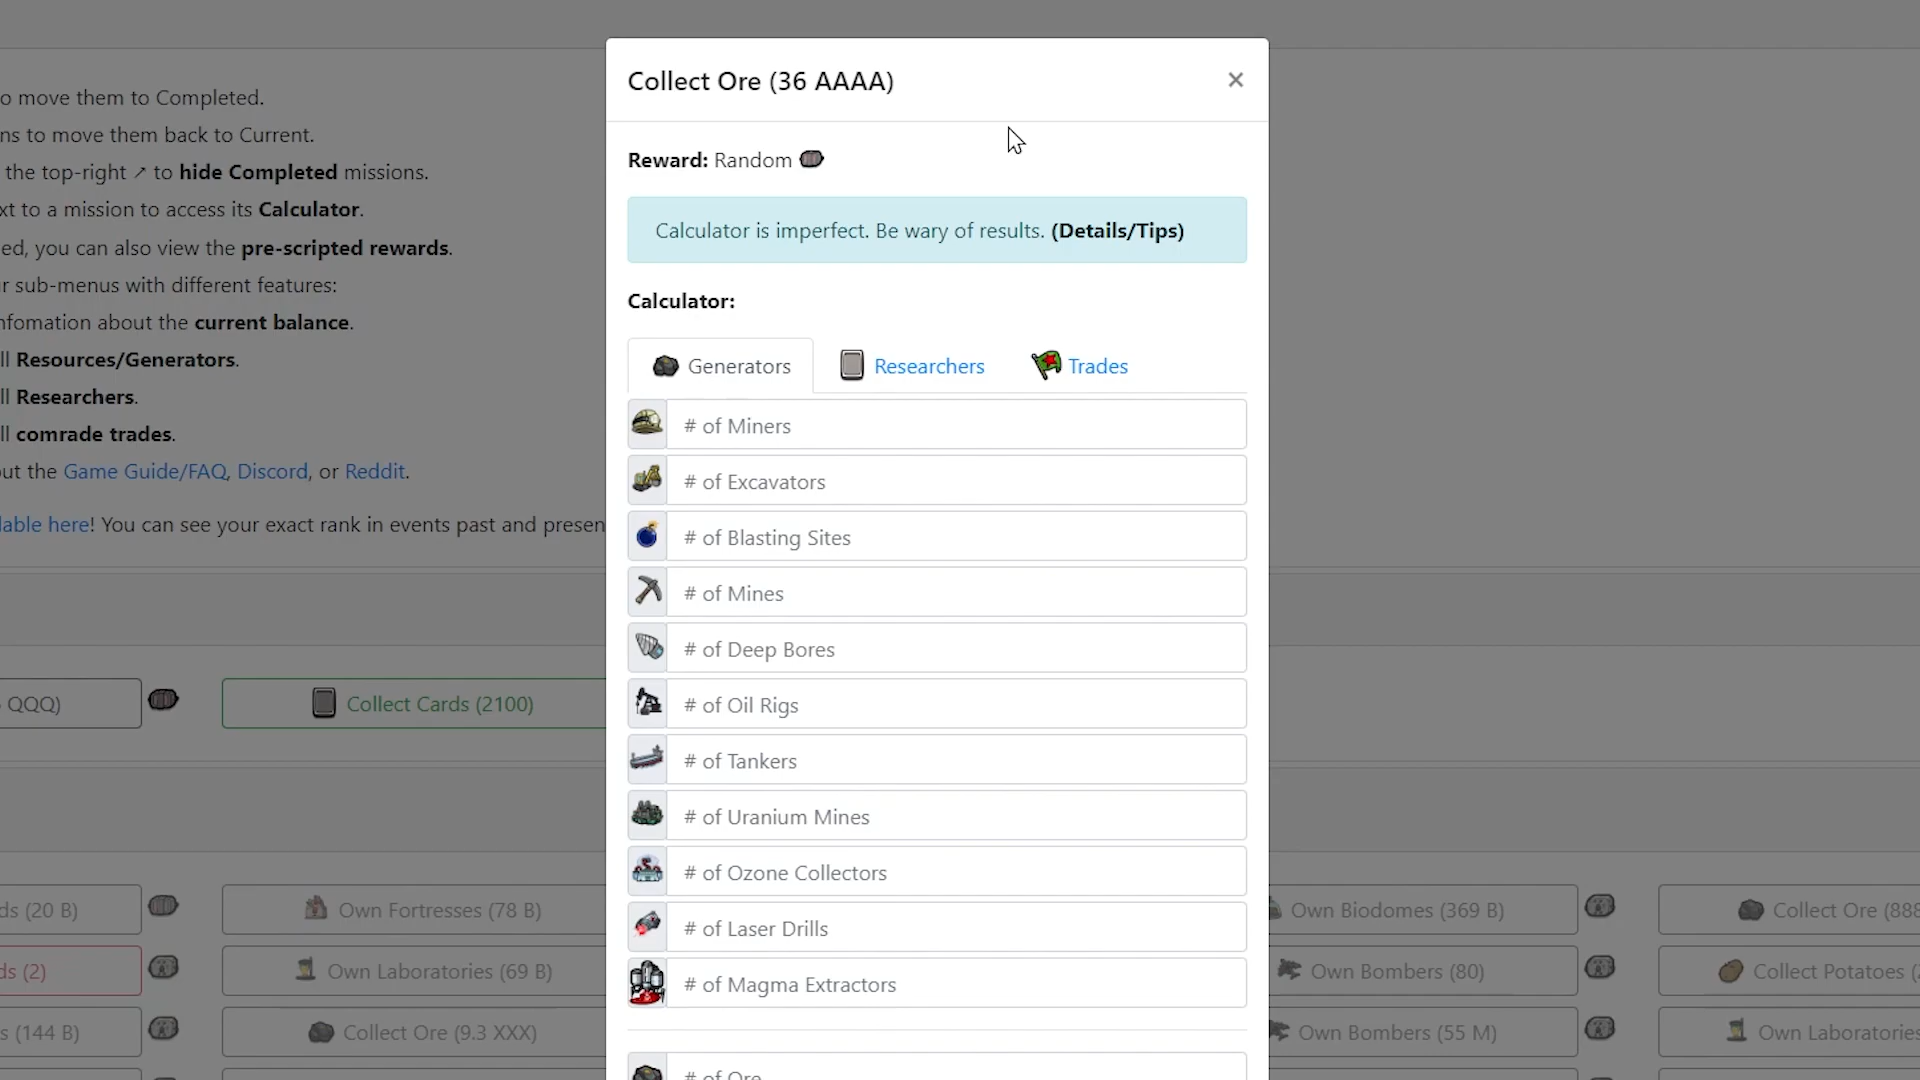 Collect Ore (36 AAAA)
×
Reward: Random
Calculator is imperfect. Be wary of results. (Details/Tips)
Calculator:
Generators
Researchers
Trades
# of Miners
# of Excavators
# of Blasting Sites
# of Mines
# of Deep Bores
# of Oil Rigs
# of Tankers
# of Uranium Mines
# of Ozone Collectors
# of Laser Drills
# of Magma Extractors
# of Ore
o move them to Completed.
ns to move them back to Current.
the top-right ↗ to hide Completed missions.
xt to a mission to access its Calculator.
ed, you can also view the pre-scripted rewards.
r sub-menus with different features:
nfomation about the current balance.
ll Resources/Generators.
ll Researchers.
ll comrade trades.
out the Game Guide/FAQ, Discord, or Reddit.
lable here! You can see your exact rank in events past and presen
QQQ)
Collect Cards (2100)
ds (20 B)
Own Fortresses (78 B)
Own Biodomes (369 B)
Collect Ore (888
ds (2)
Own Laboratories (69 B)
Own Bombers (80)
Collect Potatoes (
s (144 B)
Collect Ore (9.3 XXX)
Own Bombers (55 M)
Own Laboratories